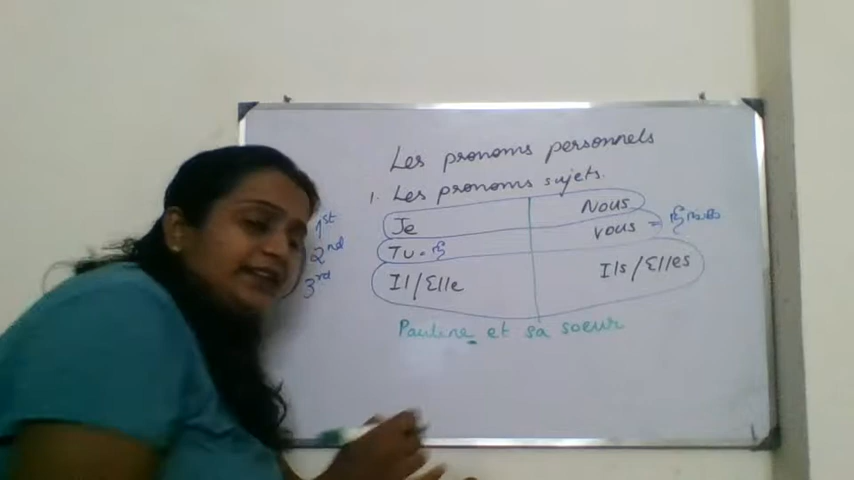 Les pronoms personnels
1. Les pronoms sujets.
1st Je Nous
2nd Tu - நீ vous = நீங்கள்
3rd Il/Elle Ils/Elles
Pauline et sa soeur